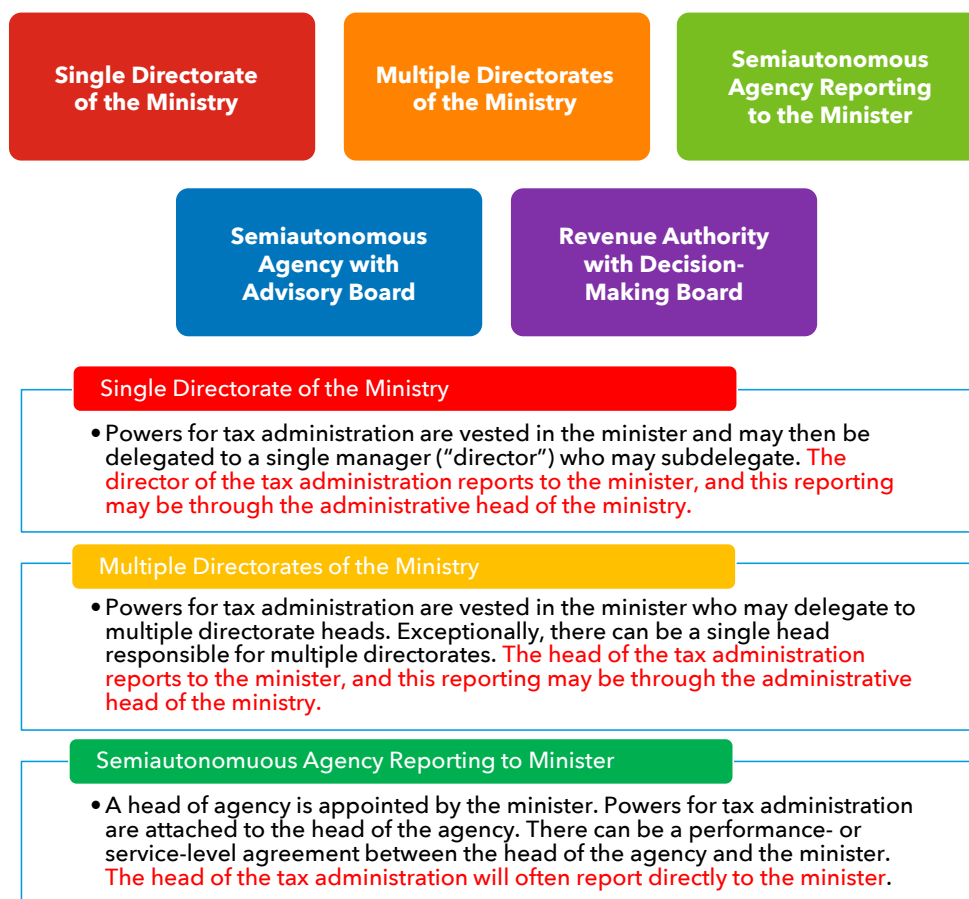 Single Directorate
of the Ministry
Multiple Directorates
of the Ministry
Semiautonomous
Agency Reporting
to the Minister
Semiautonomous
Agency with
Advisory Board
Revenue Authority
with Decision-
Making Board
Single Directorate of the Ministry
• Powers for tax administration are vested in the minister and may then be
delegated to a single manager (“director”) who may subdelegate. The
director of the tax administration reports to the minister, and this reporting
may be through the administrative head of the ministry.
Multiple Directorates of the Ministry
• Powers for tax administration are vested in the minister who may delegate to
multiple directorate heads. Exceptionally, there can be a single head
responsible for multiple directorates. The head of the tax administration
reports to the minister, and this reporting may be through the administrative
head of the ministry.
Semiautonomuous Agency Reporting to Minister
• A head of agency is appointed by the minister. Powers for tax administration
are attached to the head of the agency. There can be a performance- or
service-level agreement between the head of the agency and the minister.
The head of the tax administration will often report directly to the minister.